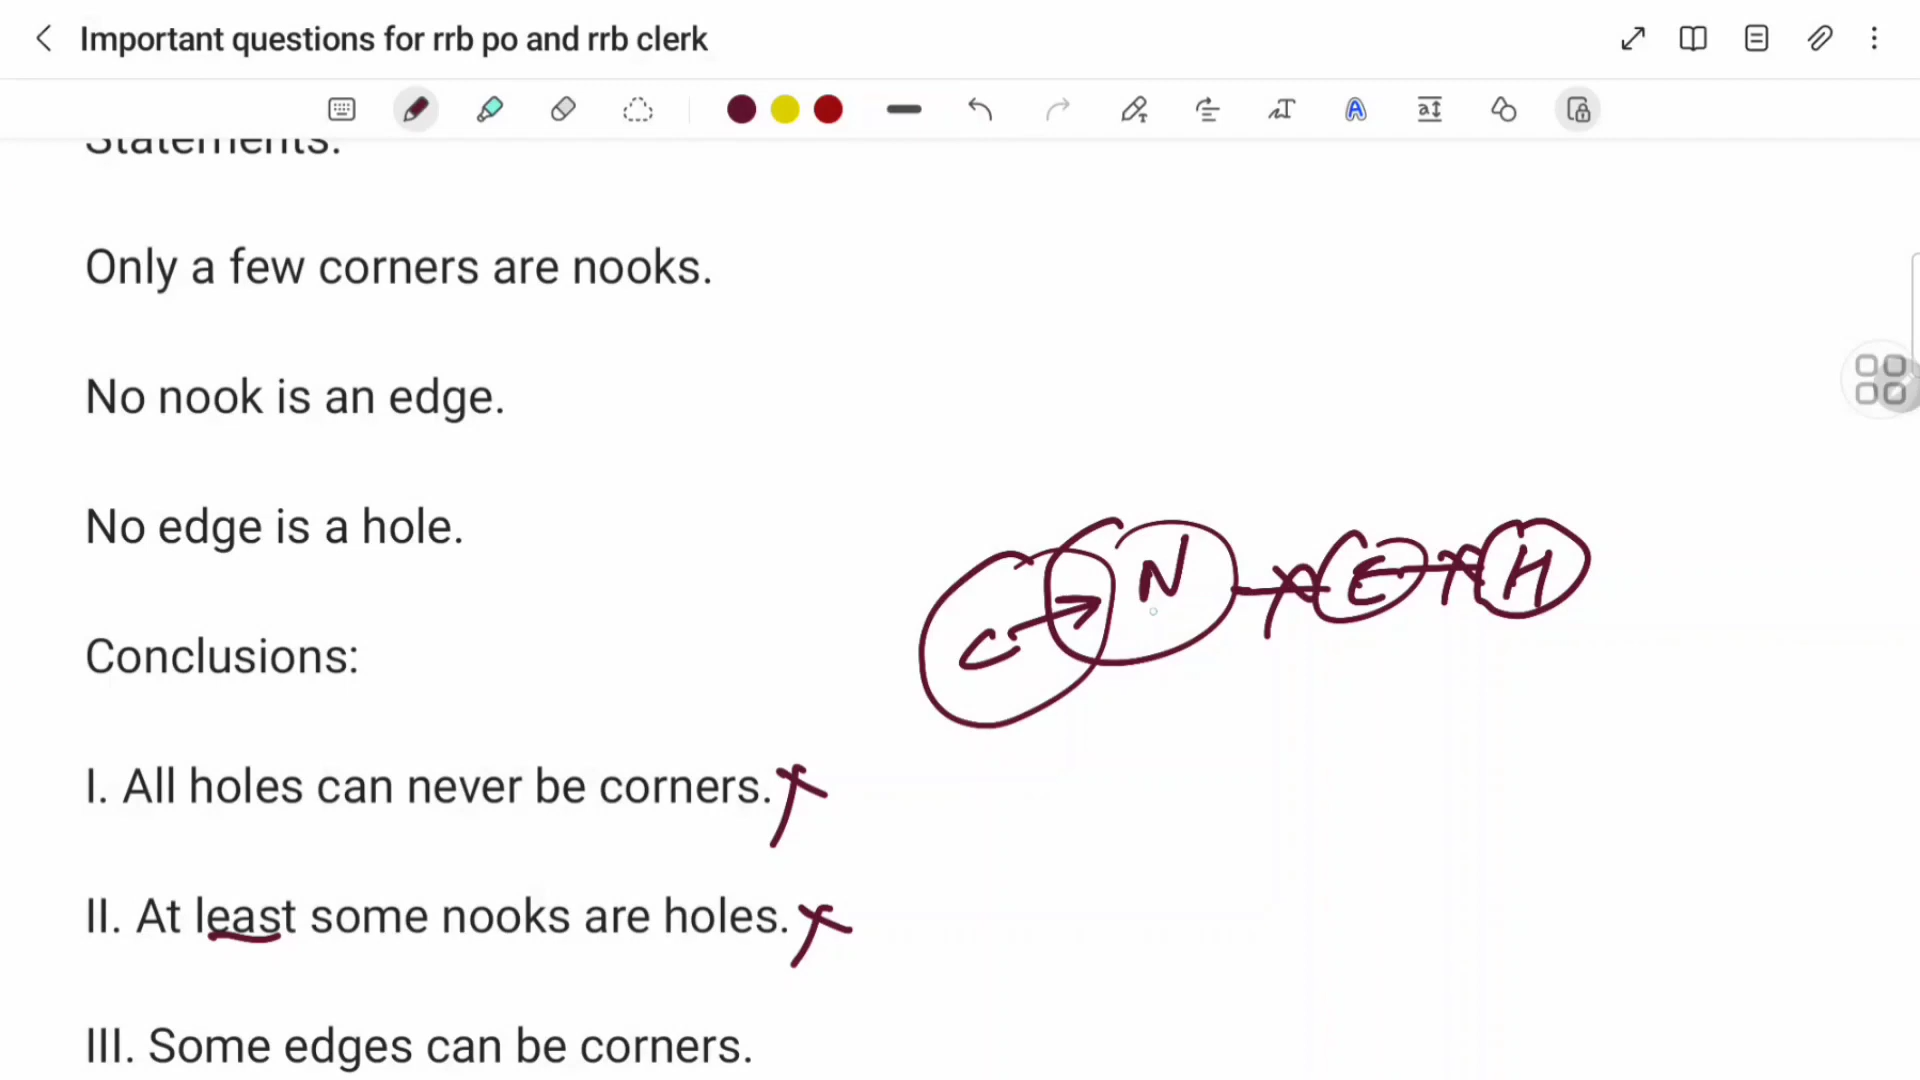 Important questions for rrb po and rrb clerk
Statements:
Only a few corners are nooks.
No nook is an edge.
No edge is a hole.
C N E H
Conclusions:
I. All holes can never be corners.
II. At least some nooks are holes.
III. Some edges can be corners.